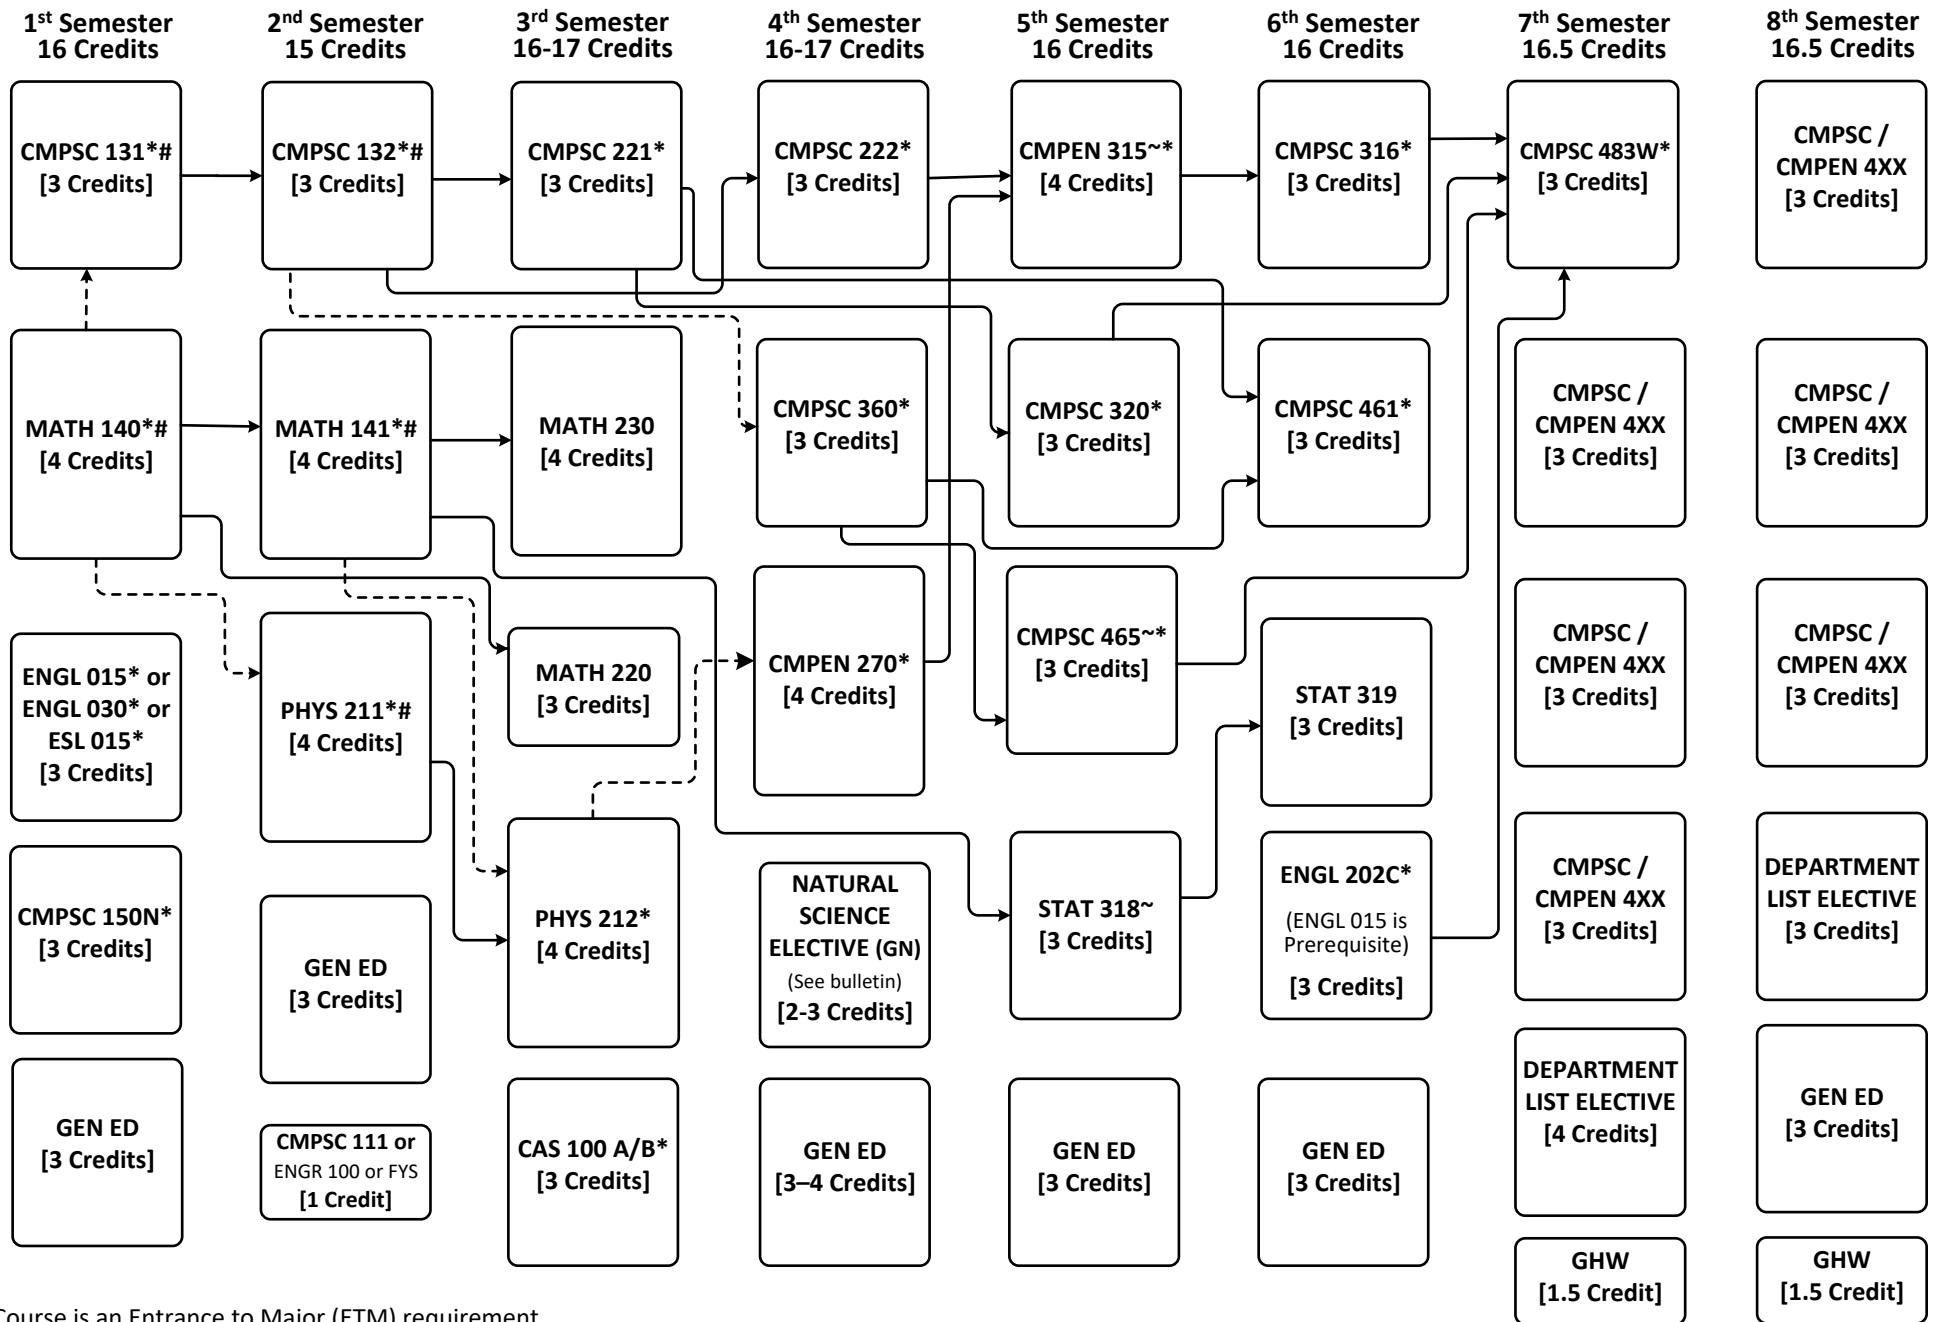 1st Semester
16 Credits
2nd Semester
15 Credits
3rd Semester
16-17 Credits
4th Semester
16-17 Credits
5th Semester
16 Credits
6th Semester
16 Credits
7th Semester
16.5 Credits
8th Semester
16.5 Credits
CMPSC 131*#
[3 Credits]
CMPSC 132*#
[3 Credits]
CMPSC 221*
[3 Credits]
CMPSC 222*
[3 Credits]
CMPEN 315~*
[4 Credits]
CMPSC 316*
[3 Credits]
CMPSC 483W*
[3 Credits]
CMPSC /
CMPEN 4XX
[3 Credits]
MATH 140*#
[4 Credits]
MATH 141*#
[4 Credits]
MATH 230
[4 Credits]
CMPSC 360*
[3 Credits]
CMPSC 320*
[3 Credits]
CMPSC 461*
[3 Credits]
CMPSC /
CMPEN 4XX
[3 Credits]
CMPSC /
CMPEN 4XX
[3 Credits]
ENGL 015* or
ENGL 030* or
ESL 015*
[3 Credits]
PHYS 211*#
[4 Credits]
MATH 220
[3 Credits]
CMPEN 270*
[4 Credits]
CMPSC 465~*
[3 Credits]
STAT 319
[3 Credits]
CMPSC /
CMPEN 4XX
[3 Credits]
CMPSC /
CMPEN 4XX
[3 Credits]
CMPSC 150N*
[3 Credits]
GEN ED
[3 Credits]
PHYS 212*
[4 Credits]
NATURAL
SCIENCE
ELECTIVE (GN)
(See bulletin)
[2-3 Credits]
STAT 318~
[3 Credits]
ENGL 202C*
(ENGL 015 is
Prerequisite)
[3 Credits]
CMPSC /
CMPEN 4XX
[3 Credits]
DEPARTMENT
LIST ELECTIVE
[3 Credits]
GEN ED
[3 Credits]
CMPSC 111 or
ENGR 100 or FYS
[1 Credit]
CAS 100 A/B*
[3 Credits]
GEN ED
[3–4 Credits]
GEN ED
[3 Credits]
GEN ED
[3 Credits]
DEPARTMENT
LIST ELECTIVE
[4 Credits]
GEN ED
[3 Credits]
GHW
[1.5 Credit]
GHW
[1.5 Credit]
Course is an Entrance to Major (ETM) requirement